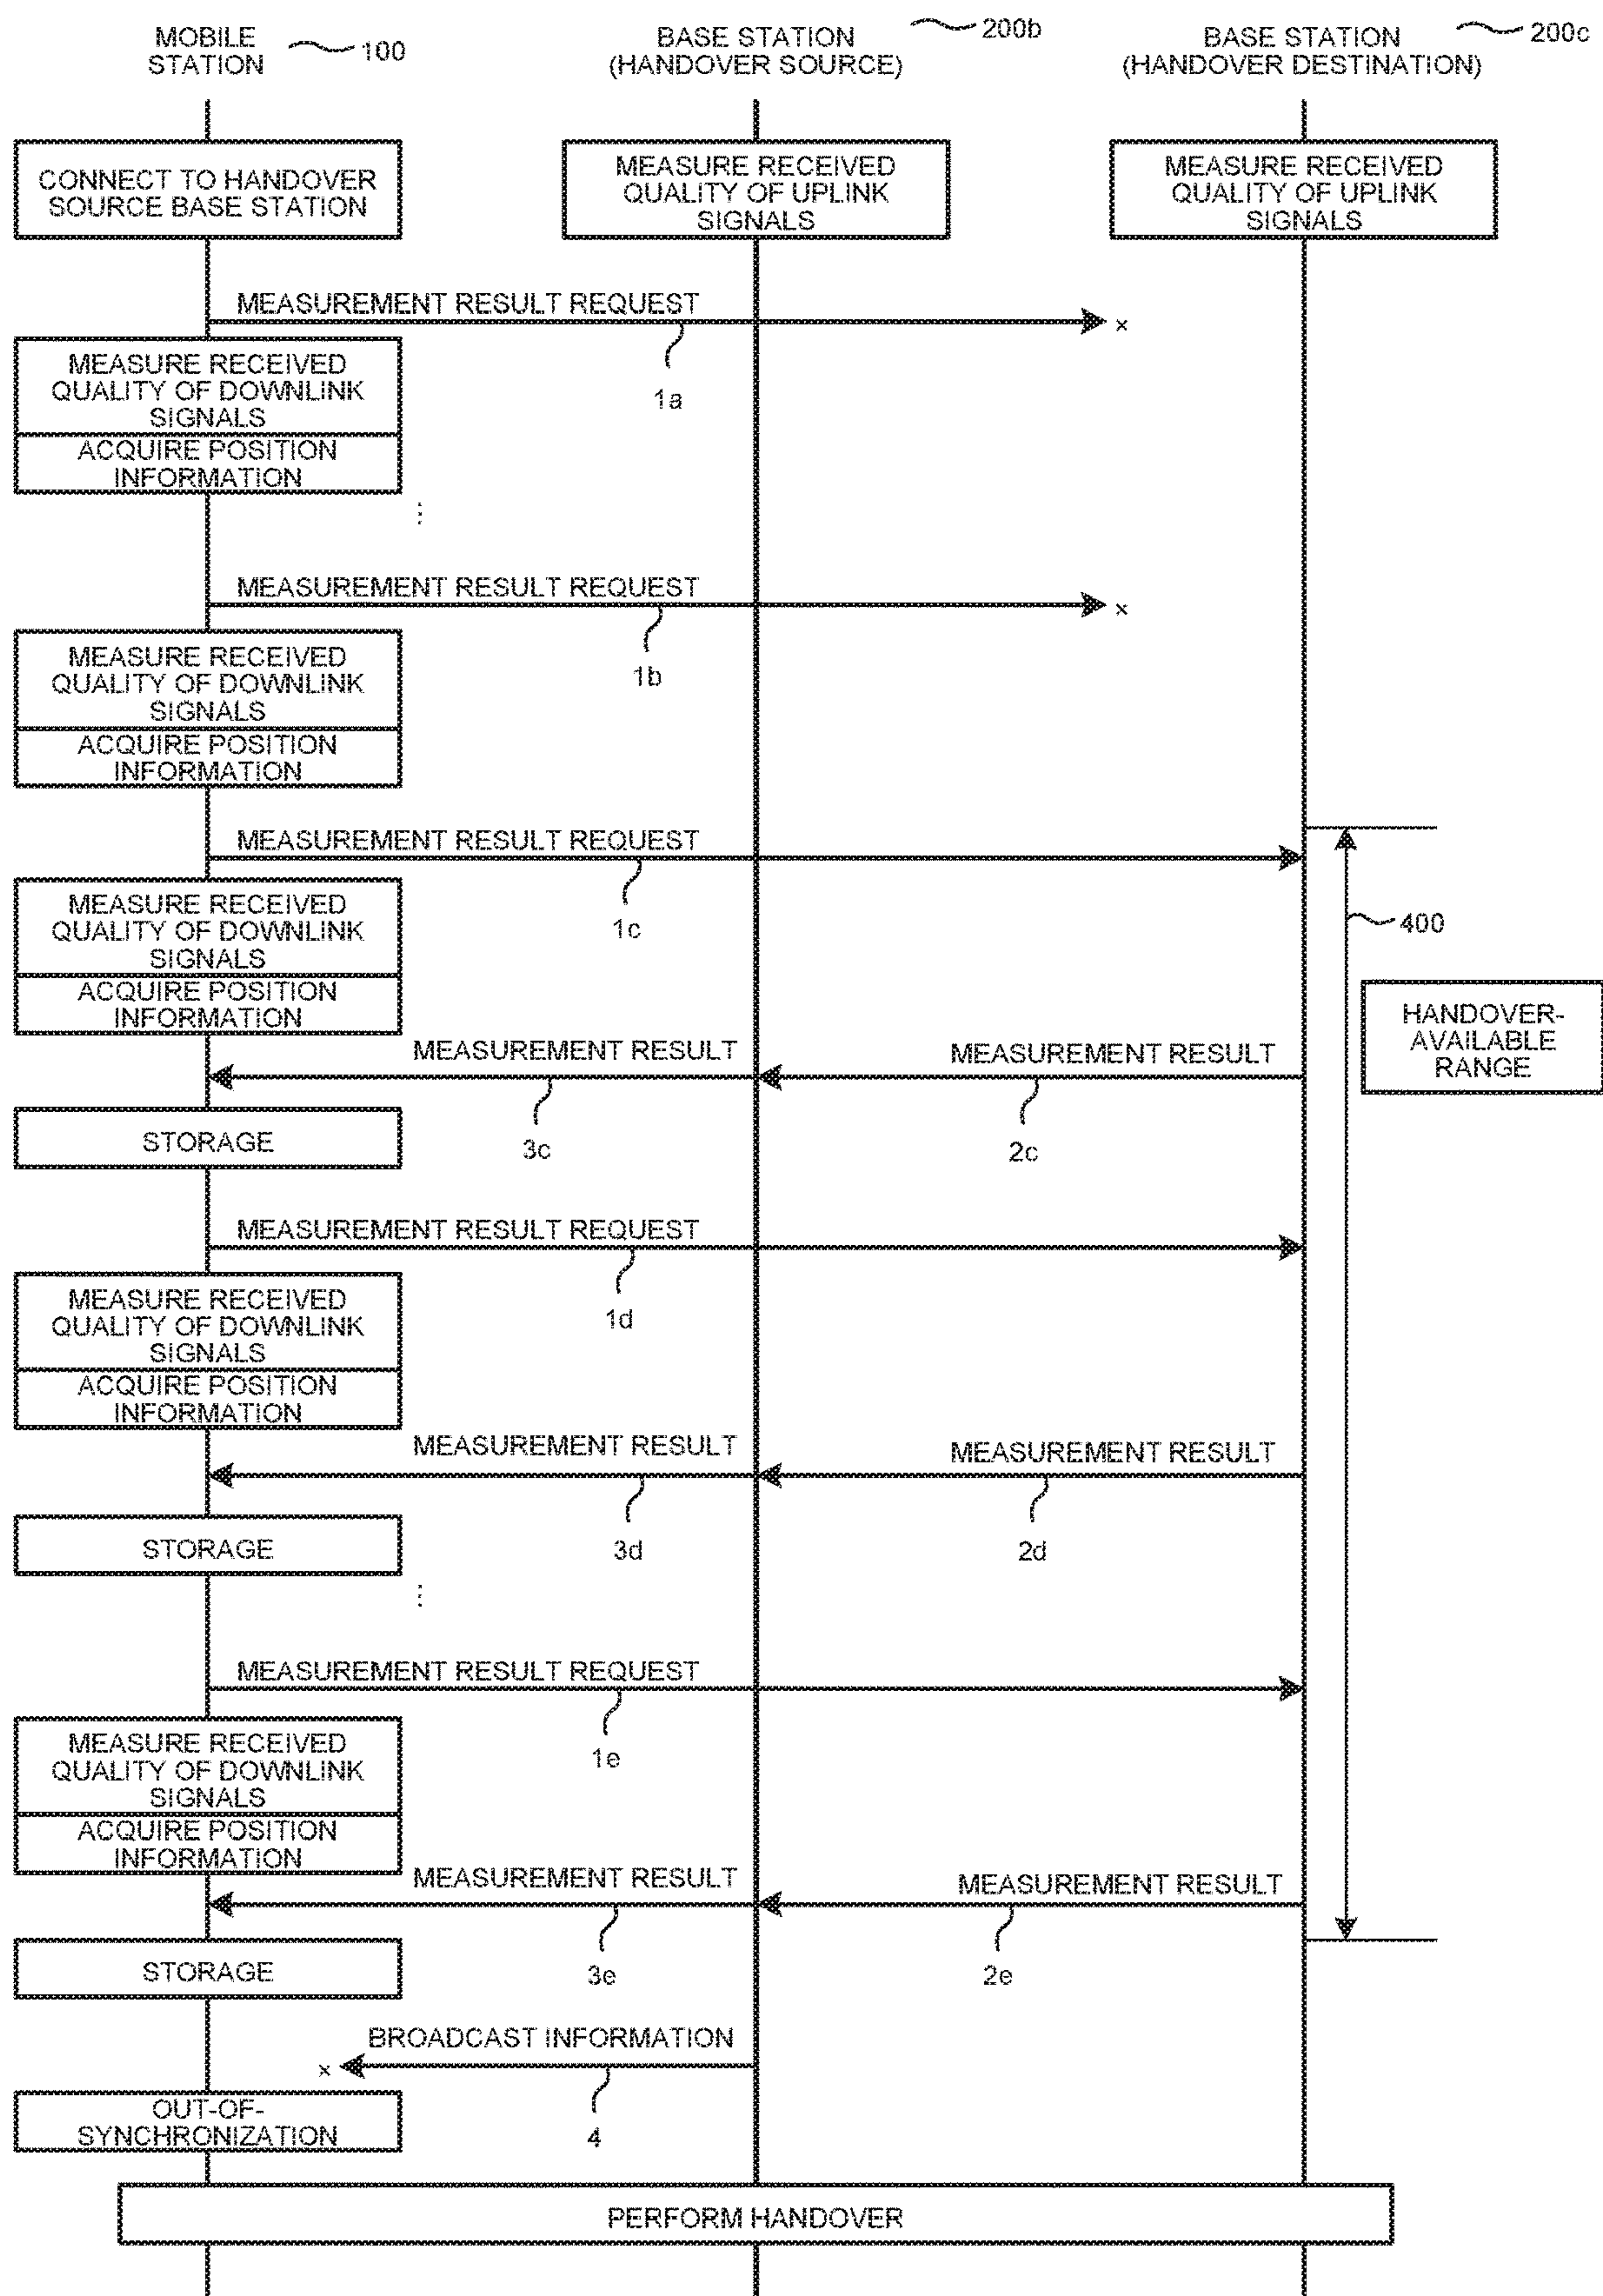 MOBILE
STATION
100
BASE STATION
(HANDOVER SOURCE)
200b
BASE STATION
(HANDOVER DESTINATION)
200c
CONNECT TO HANDOVER
SOURCE BASE STATION
MEASURE RECEIVED
QUALITY OF UPLINK
SIGNALS
MEASURE RECEIVED
QUALITY OF UPLINK
SIGNALS
MEASUREMENT RESULT REQUEST
x
1a
MEASURE RECEIVED
QUALITY OF DOWNLINK
SIGNALS
ACQUIRE POSITION
INFORMATION
⋮
MEASUREMENT RESULT REQUEST
x
1b
MEASURE RECEIVED
QUALITY OF DOWNLINK
SIGNALS
ACQUIRE POSITION
INFORMATION
MEASUREMENT RESULT REQUEST
1c
MEASURE RECEIVED
QUALITY OF DOWNLINK
SIGNALS
ACQUIRE POSITION
INFORMATION
400
HANDOVER-
AVAILABLE
RANGE
MEASUREMENT RESULT
MEASUREMENT RESULT
3c
2c
STORAGE
MEASUREMENT RESULT REQUEST
1d
MEASURE RECEIVED
QUALITY OF DOWNLINK
SIGNALS
ACQUIRE POSITION
INFORMATION
MEASUREMENT RESULT
MEASUREMENT RESULT
3d
2d
STORAGE
⋮
MEASUREMENT RESULT REQUEST
1e
MEASURE RECEIVED
QUALITY OF DOWNLINK
SIGNALS
ACQUIRE POSITION
INFORMATION
MEASUREMENT RESULT
MEASUREMENT RESULT
3e
2e
STORAGE
BROADCAST INFORMATION
x
4
OUT-OF-
SYNCHRONIZATION
PERFORM HANDOVER